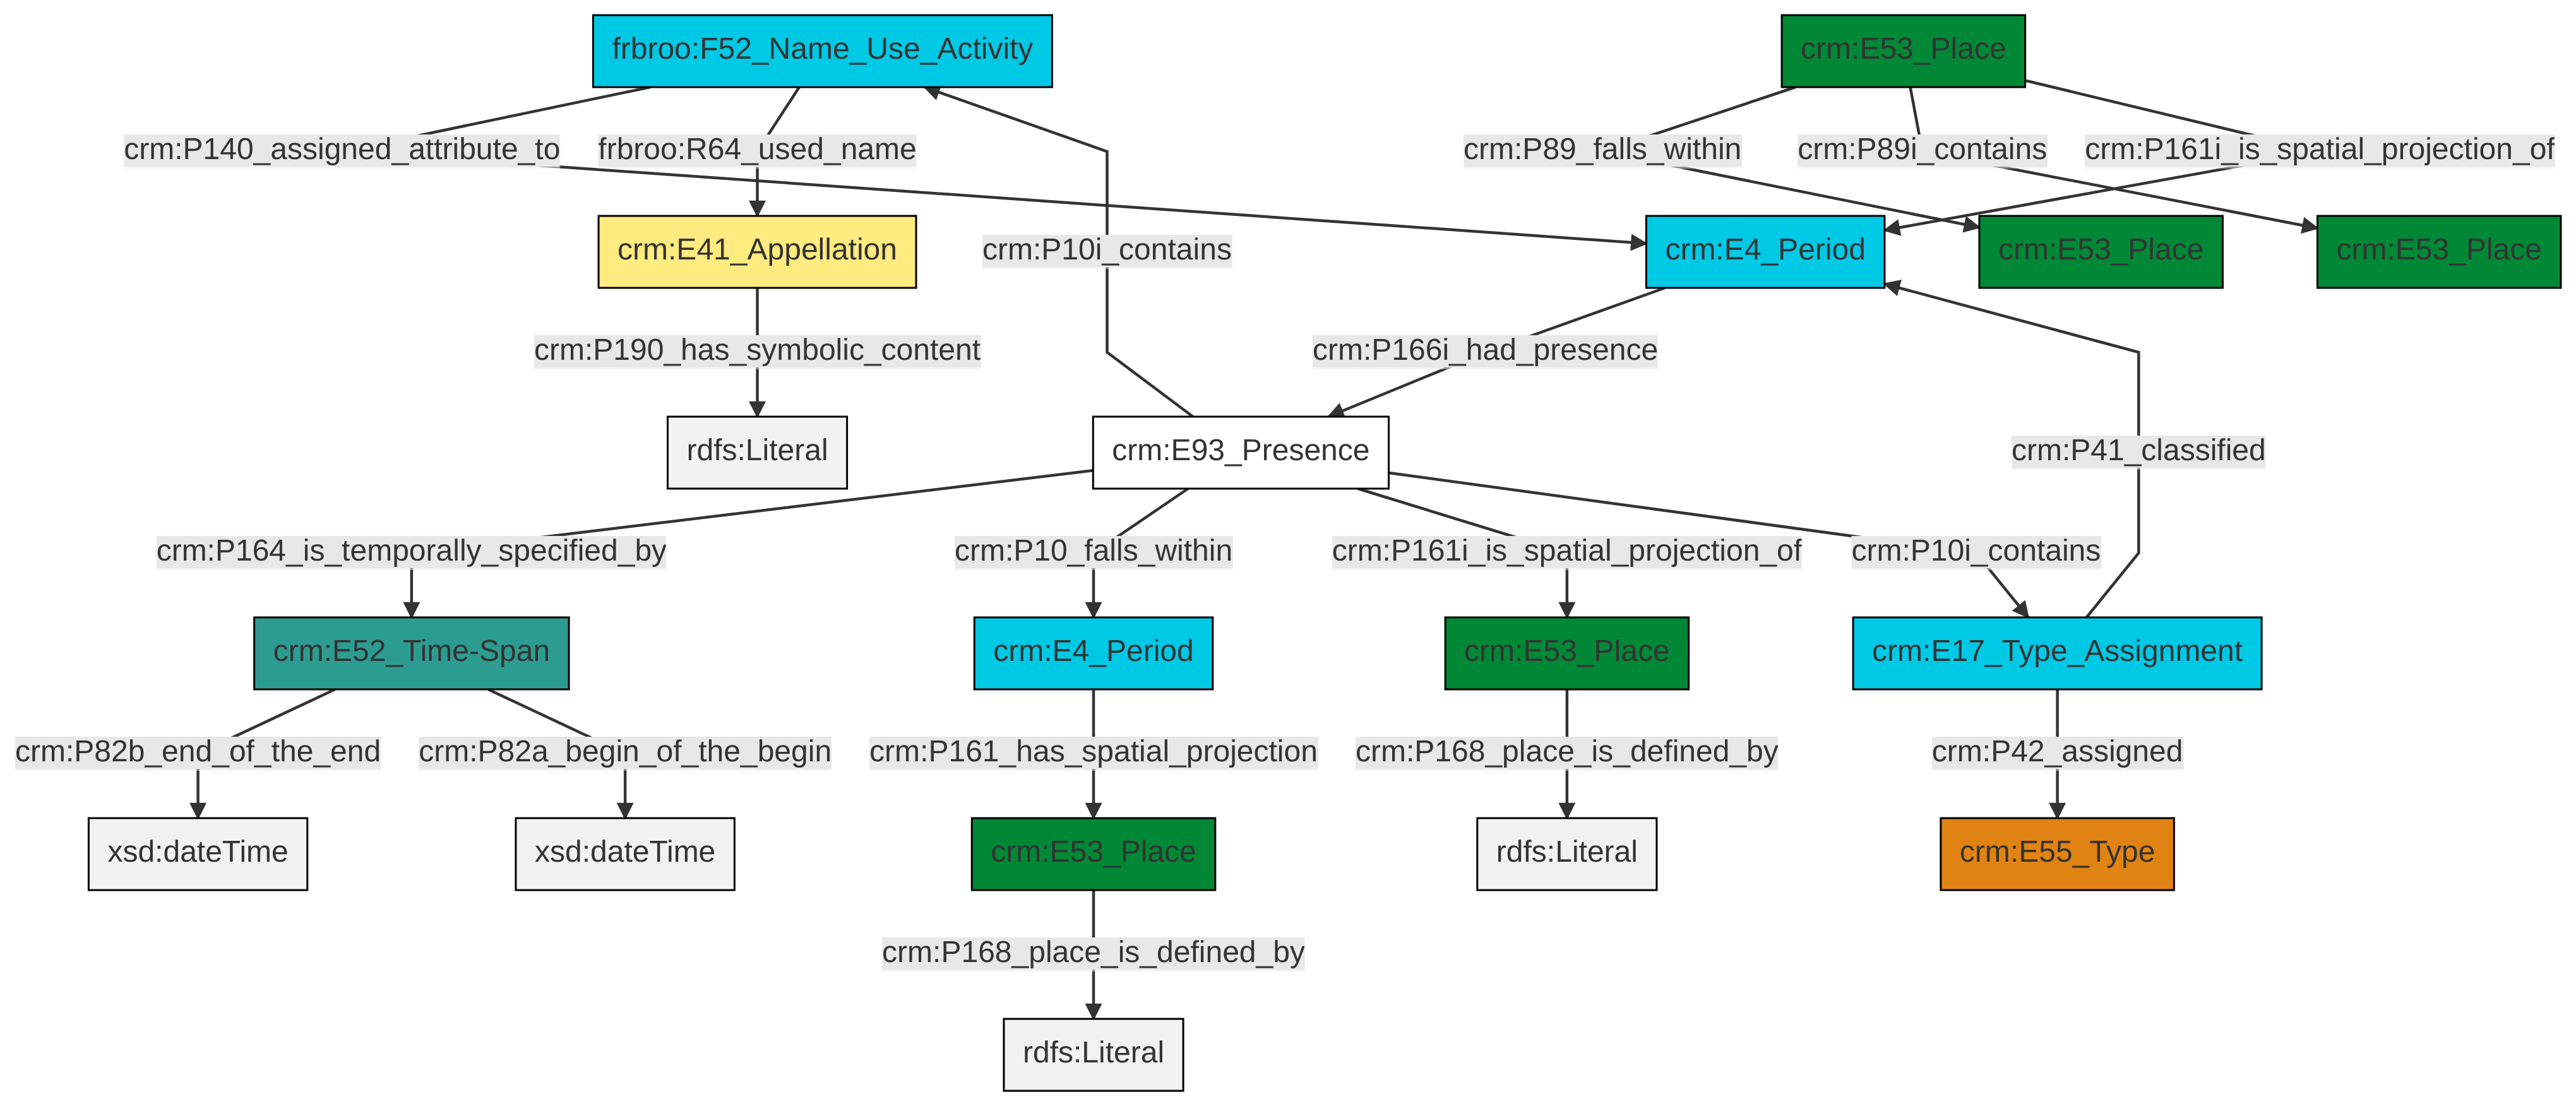 frbroo:F52_Name_Use_Activity
crm:E53_Place
crm:P140_assigned_attribute_to
frbroo:R64_used_name
crm:P89_falls_within
crm:P89i_contains
crm:P161i_is_spatial_projection_of
crm:E41_Appellation
crm:P10i_contains
crm:E4_Period
crm:E53_Place
crm:E53_Place
crm:P190_has_symbolic_content
crm:P166i_had_presence
rdfs:Literal
crm:E93_Presence
crm:P41_classified
crm:P164_is_temporally_specified_by
crm:P10_falls_within
crm:P161i_is_spatial_projection_of
crm:P10i_contains
crm:E52_Time-Span
crm:E4_Period
crm:E53_Place
crm:E17_Type_Assignment
crm:P82b_end_of_the_end
crm:P82a_begin_of_the_begin
crm:P161_has_spatial_projection
crm:P168_place_is_defined_by
crm:P42_assigned
xsd:dateTime
xsd:dateTime
crm:E53_Place
rdfs:Literal
crm:E55_Type
crm:P168_place_is_defined_by
rdfs:Literal